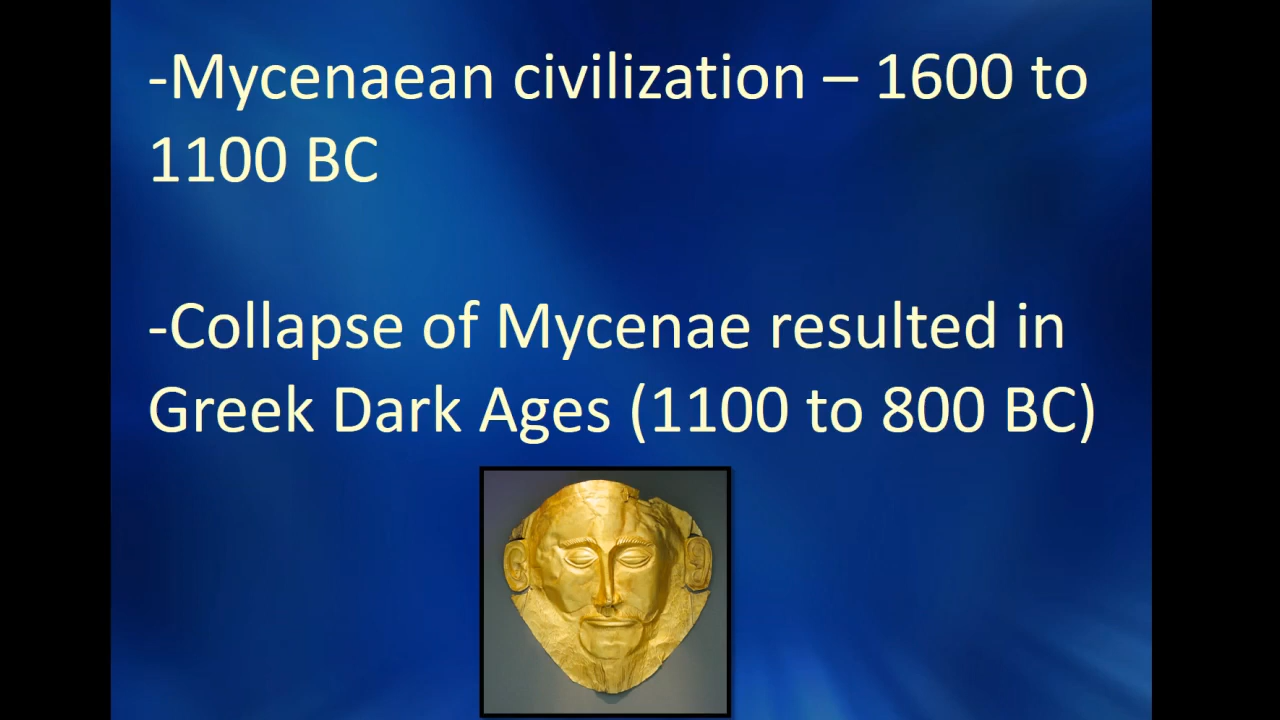 -Mycenaean civilization – 1600 to
1100 BC
-Collapse of Mycenae resulted in
Greek Dark Ages (1100 to 800 BC)